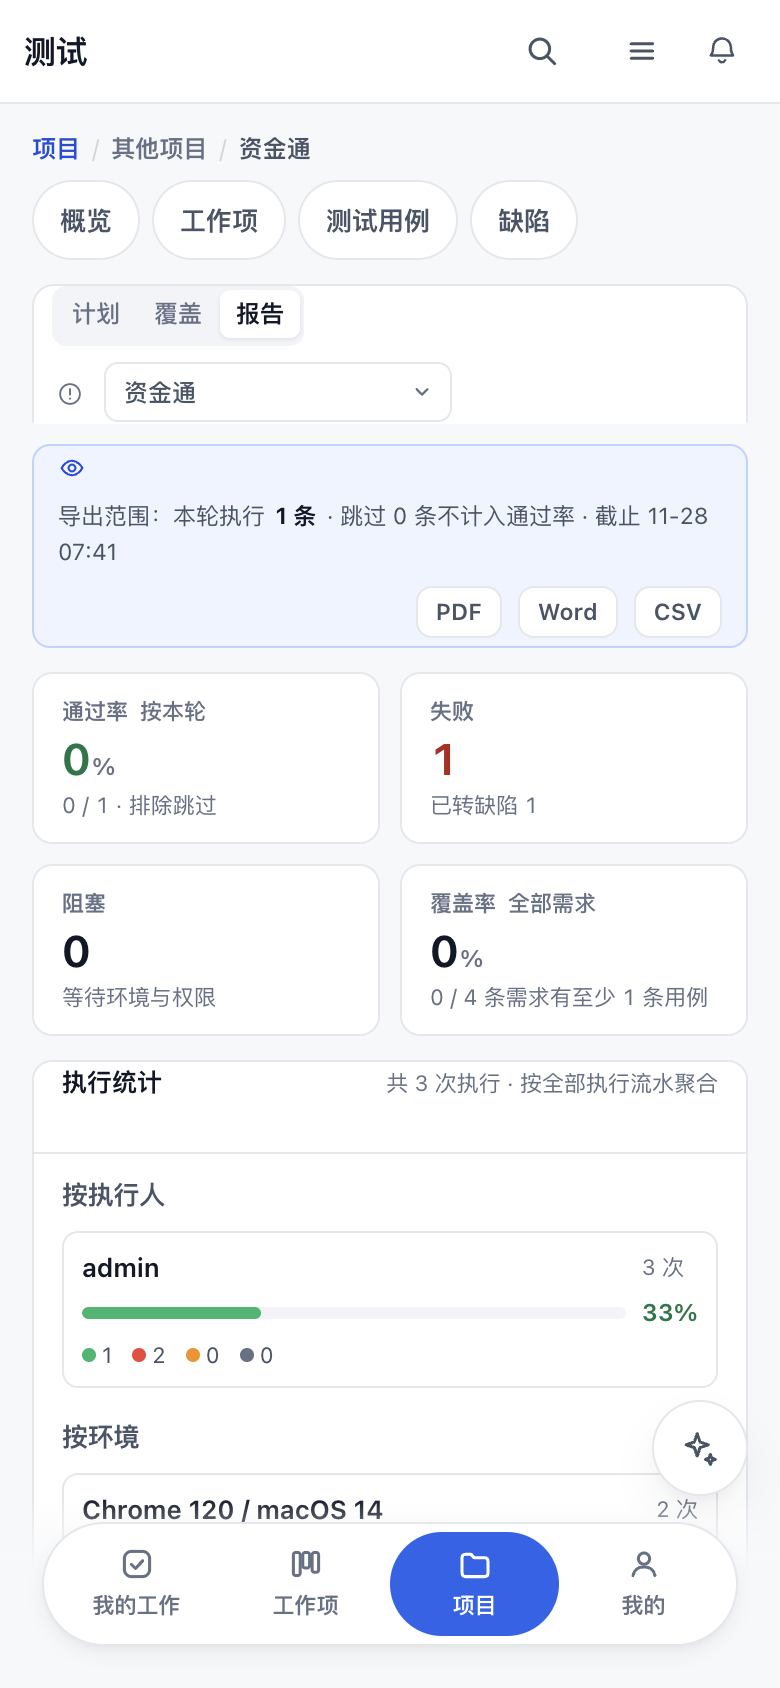 测试
项目 / 其他项目 / 资金通
概览 工作项 测试用例 缺陷
计划 覆盖 报告
资金通
导出范围：本轮执行 1 条 · 跳过 0 条不计入通过率 · 截止 11-28
07:41
PDF Word CSV
通过率 按本轮
0%
0 / 1 · 排除跳过
失败
1
已转缺陷 1
阻塞
0
等待环境与权限
覆盖率 全部需求
0%
0 / 4 条需求有至少 1 条用例
执行统计 共 3 次执行 · 按全部执行流水聚合
按执行人
admin 3 次
33%
1 2 0 0
按环境
Chrome 120 / macOS 14 2 次
我的工作 工作项 项目 我的